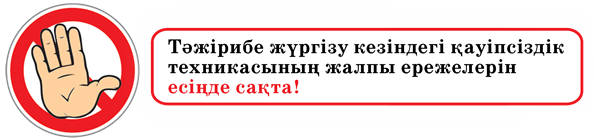 Тәжірибе жүргізу кезіндегі қауіпсіздік
техникасының жалпы ережелерін
есіңде сақта!